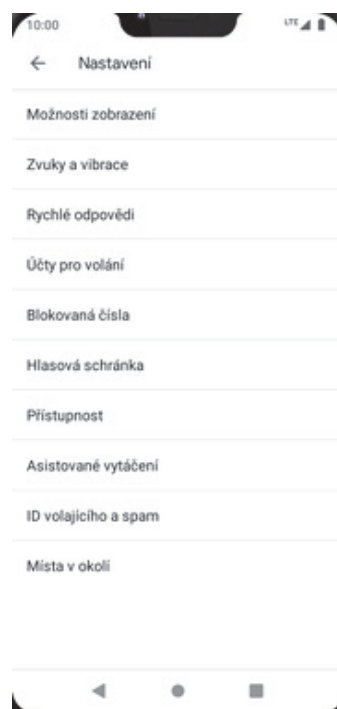 10:00
LTE
Nastavení
Možnosti zobrazení
Zvuky a vibrace
Rychlé odpovědi
Účty pro volání
Blokovaná čísla
Hlasová schránka
Přístupnost
Asistované vytáčení
ID volajícího a spam
Místa v okolí